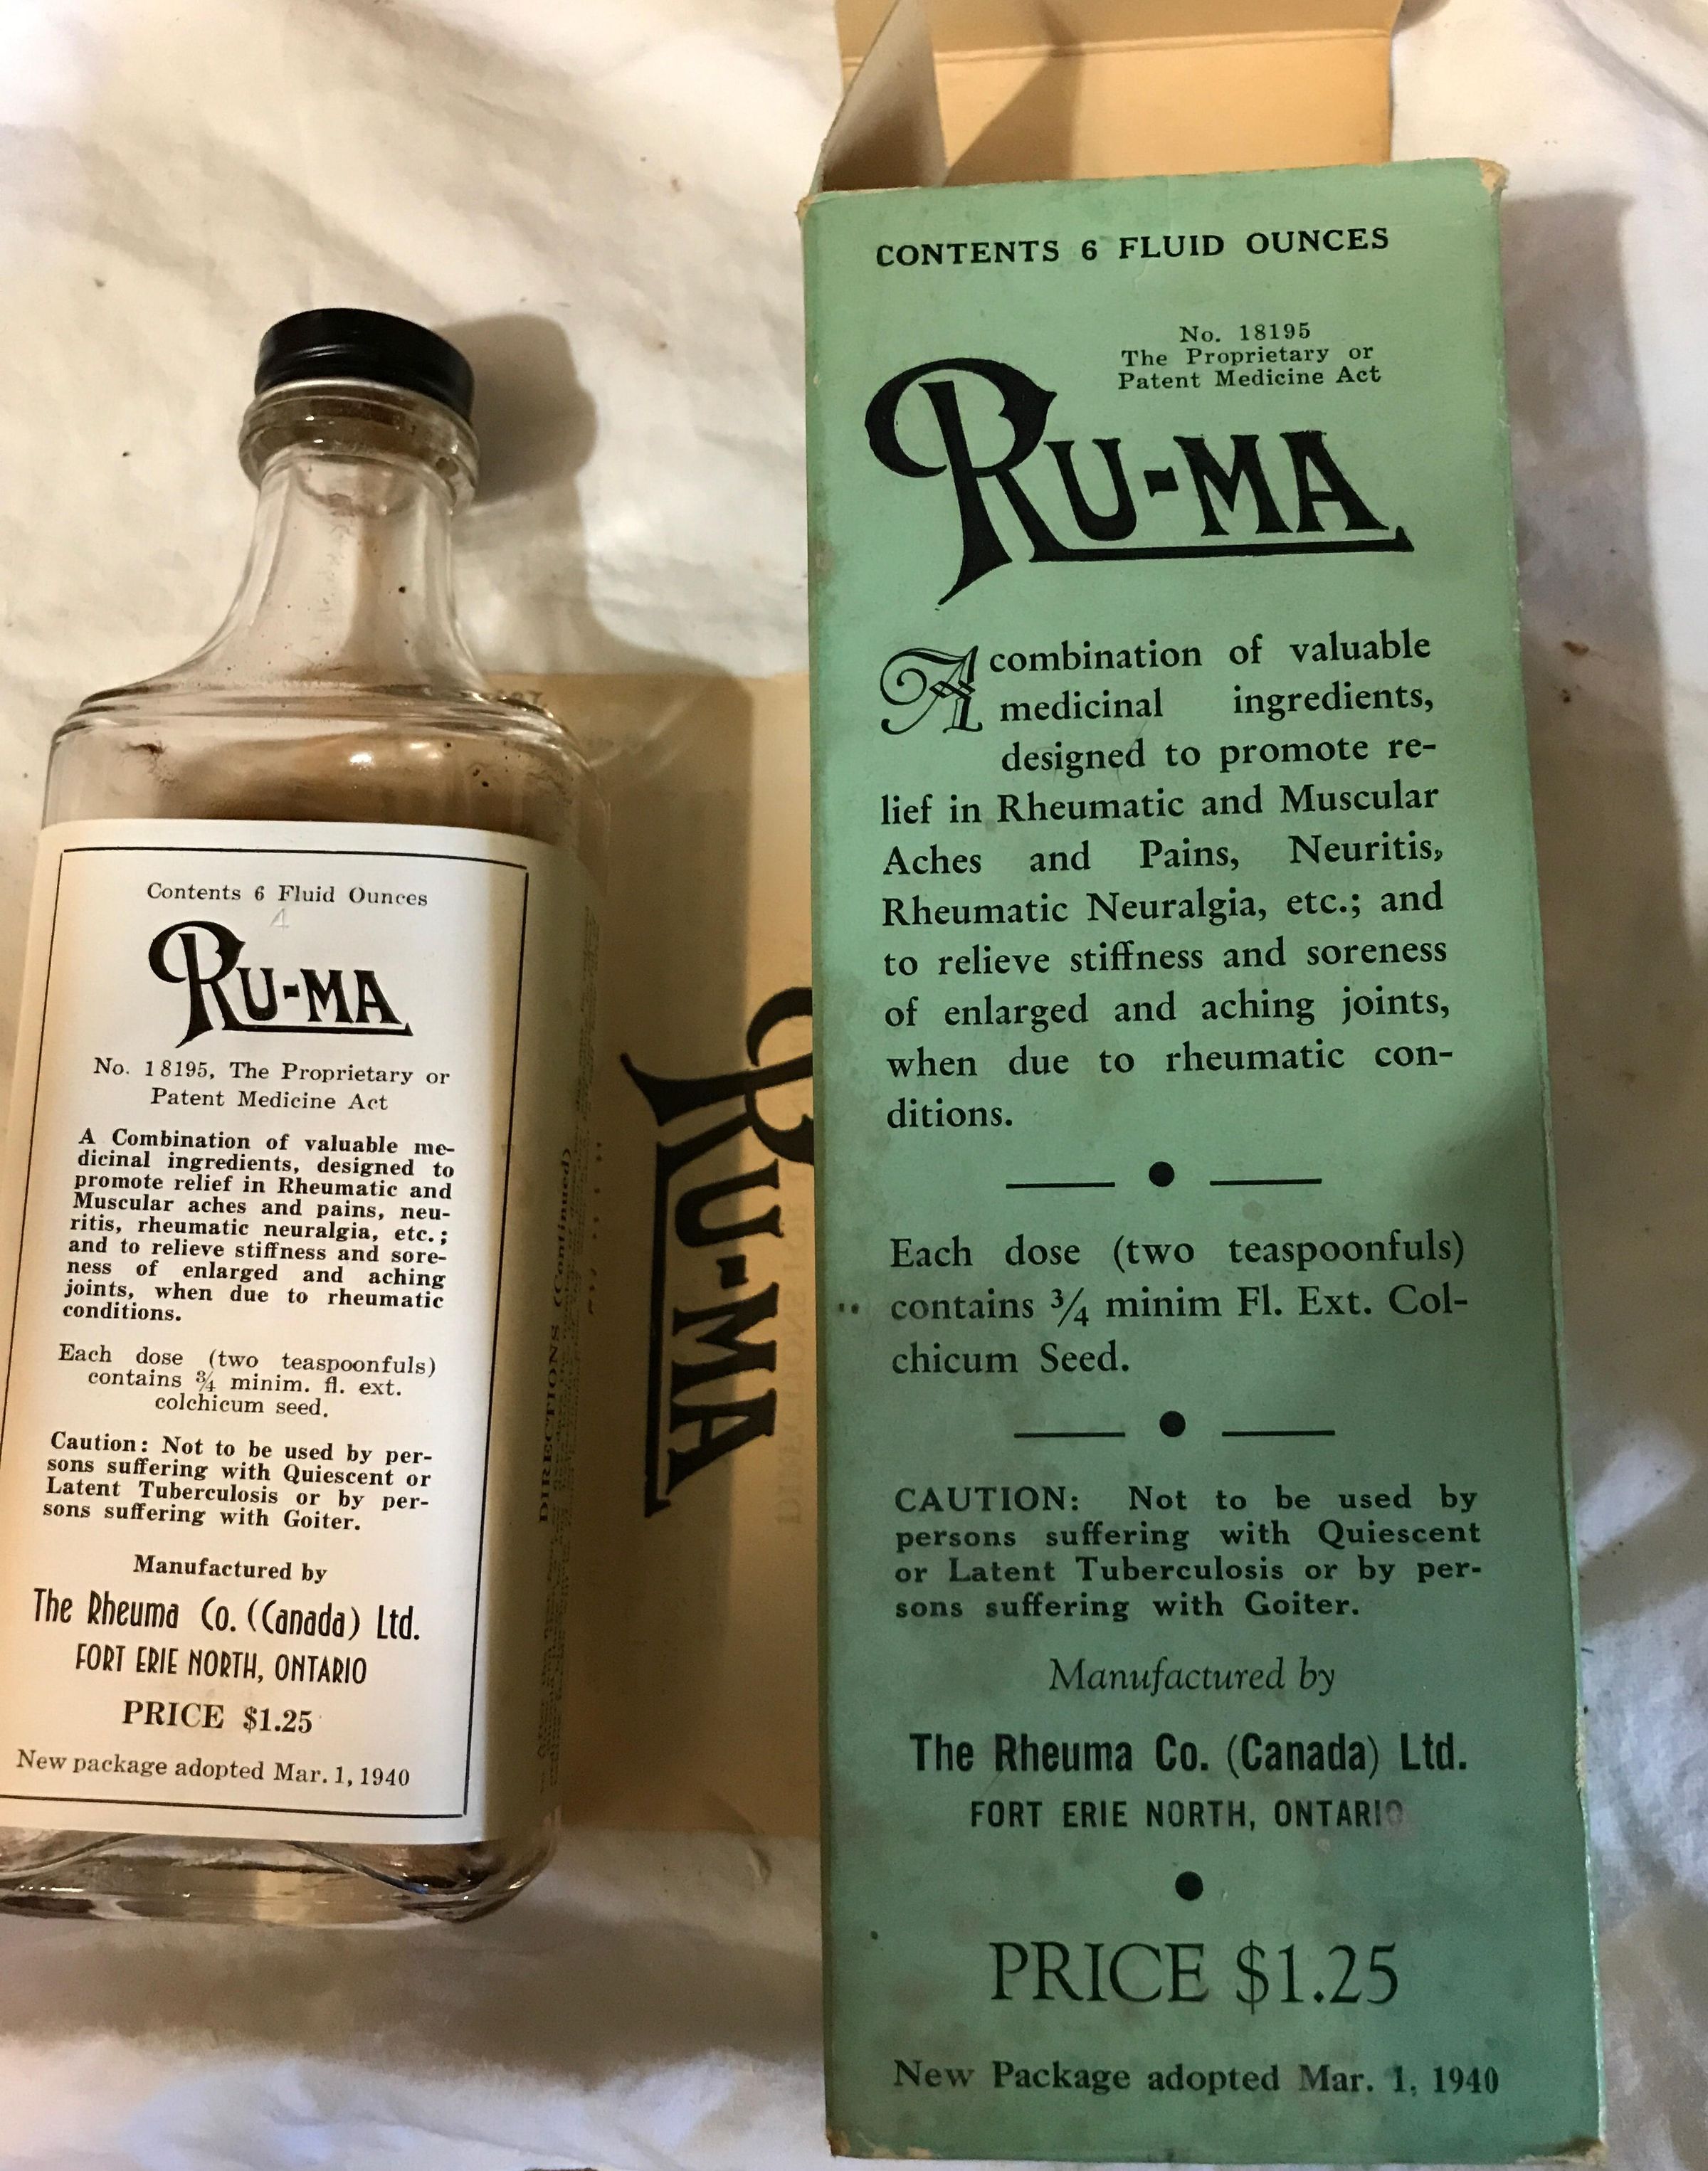 Contents 6 Fluid Ounces
4
RU-MA
No. 18195, The Proprietary or
Patent Medicine Act
A Combination of valuable me-
dicinal ingredients, designed to
promote relief in Rheumatic and
Muscular aches and pains, neu-
ritis, rheumatic neuralgia, etc.;
and to relieve stiffness and sore-
ness of enlarged and aching
joints, when due to rheumatic
conditions.
Each dose (two teaspoonfuls)
contains ¾ minim. fl. ext.
colchicum seed.
Caution: Not to be used by per-
sons suffering with Quiescent or
Latent Tuberculosis or by per-
sons suffering with Goiter.
Manufactured by
The Rheuma Co. (Canada) Ltd.
FORT ERIE NORTH, ONTARIO
PRICE $1.25
New package adopted Mar. 1, 1940
DIRECTIONS (Continued)
RU-MA
CONTENTS 6 FLUID OUNCES
No. 18195
The Proprietary or
Patent Medicine Act
RU-MA
A combination of valuable
medicinal ingredients,
designed to promote re-
lief in Rheumatic and Muscular
Aches and Pains, Neuritis,
Rheumatic Neuralgia, etc.; and
to relieve stiffness and soreness
of enlarged and aching joints,
when due to rheumatic con-
ditions.
Each dose (two teaspoonfuls)
contains ¾ minim Fl. Ext. Col-
chicum Seed.
CAUTION: Not to be used by
persons suffering with Quiescent
or Latent Tuberculosis or by per-
sons suffering with Goiter.
Manufactured by
The Rheuma Co. (Canada) Ltd.
FORT ERIE NORTH, ONTARIO
PRICE $1.25
New Package adopted Mar. 1, 1940